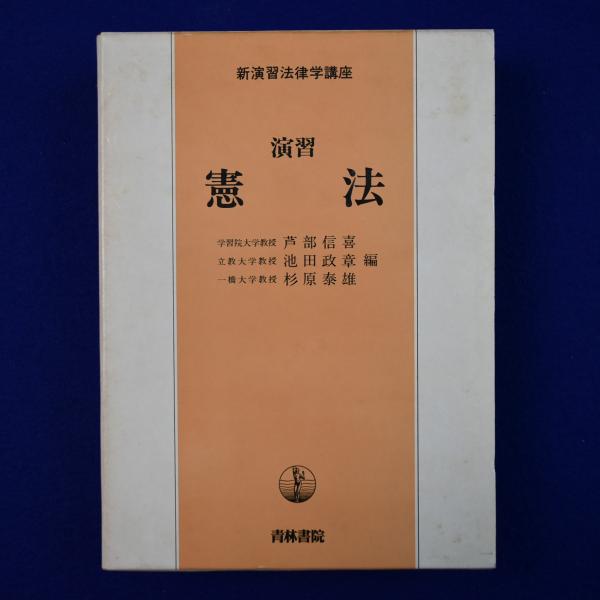 新演習法律学講座
演習
憲 法
学習院大学教授 芦部信喜
立教大学教授 池田政章 編
一橋大学教授 杉原泰雄
青林書院